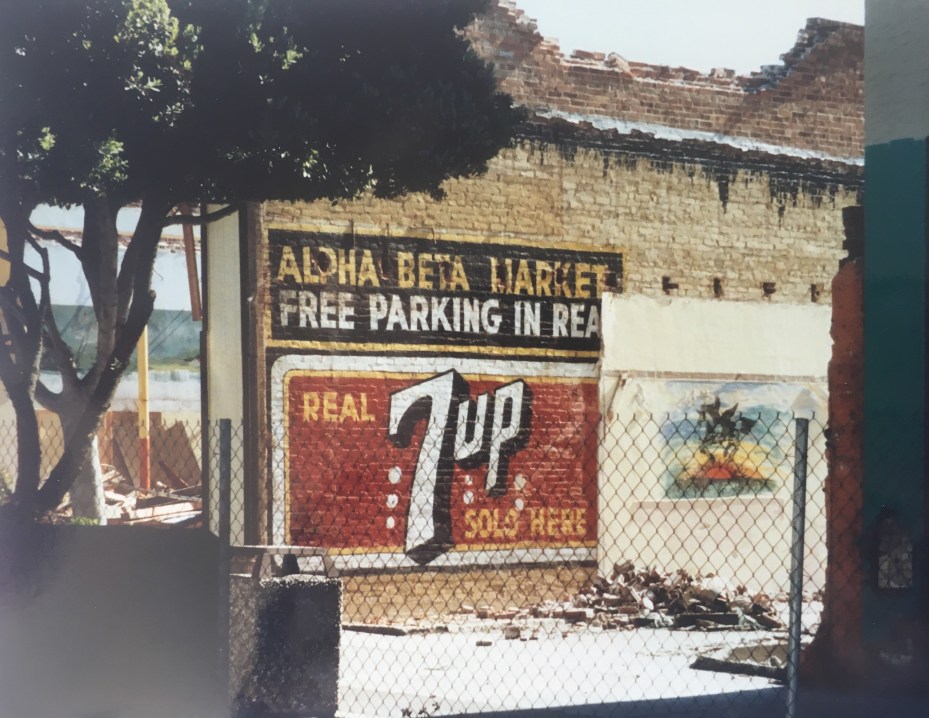 ALPHA BETA MARKET
FREE PARKING IN REA
REAL
7up
SOLD HERE